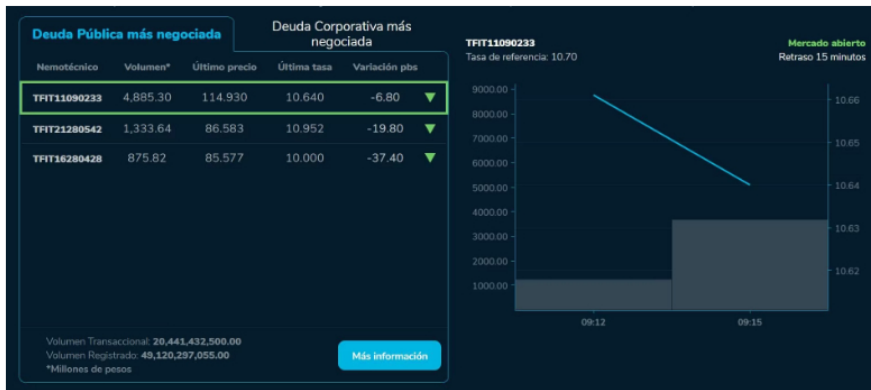 Deuda Pública más negociada
Deuda Corporativa más
negociada
Nemotécnico Volumen* Último precio Última tasa Variación pbs
TFIT11090233 4,885.30 114.930 10.640 -6.80 ▼
TFIT21280542 1,333.64 86.583 10.952 -19.80 ▼
TFIT16280428 875.82 85.577 10.000 -37.40 ▼
Volumen Transaccional: 20,441,432,500.00
Volumen Registrado: 49,120,297,055.00
*Millones de pesos
Más información
TFIT11090233 Mercado abierto
Tasa de referencia: 10.70 Retraso 15 minutos
9000.00
8000.00
7000.00
6000.00
5000.00
4000.00
3000.00
2000.00
1000.00
10.66
10.65
10.64
10.63
10.62
09:12 09:15